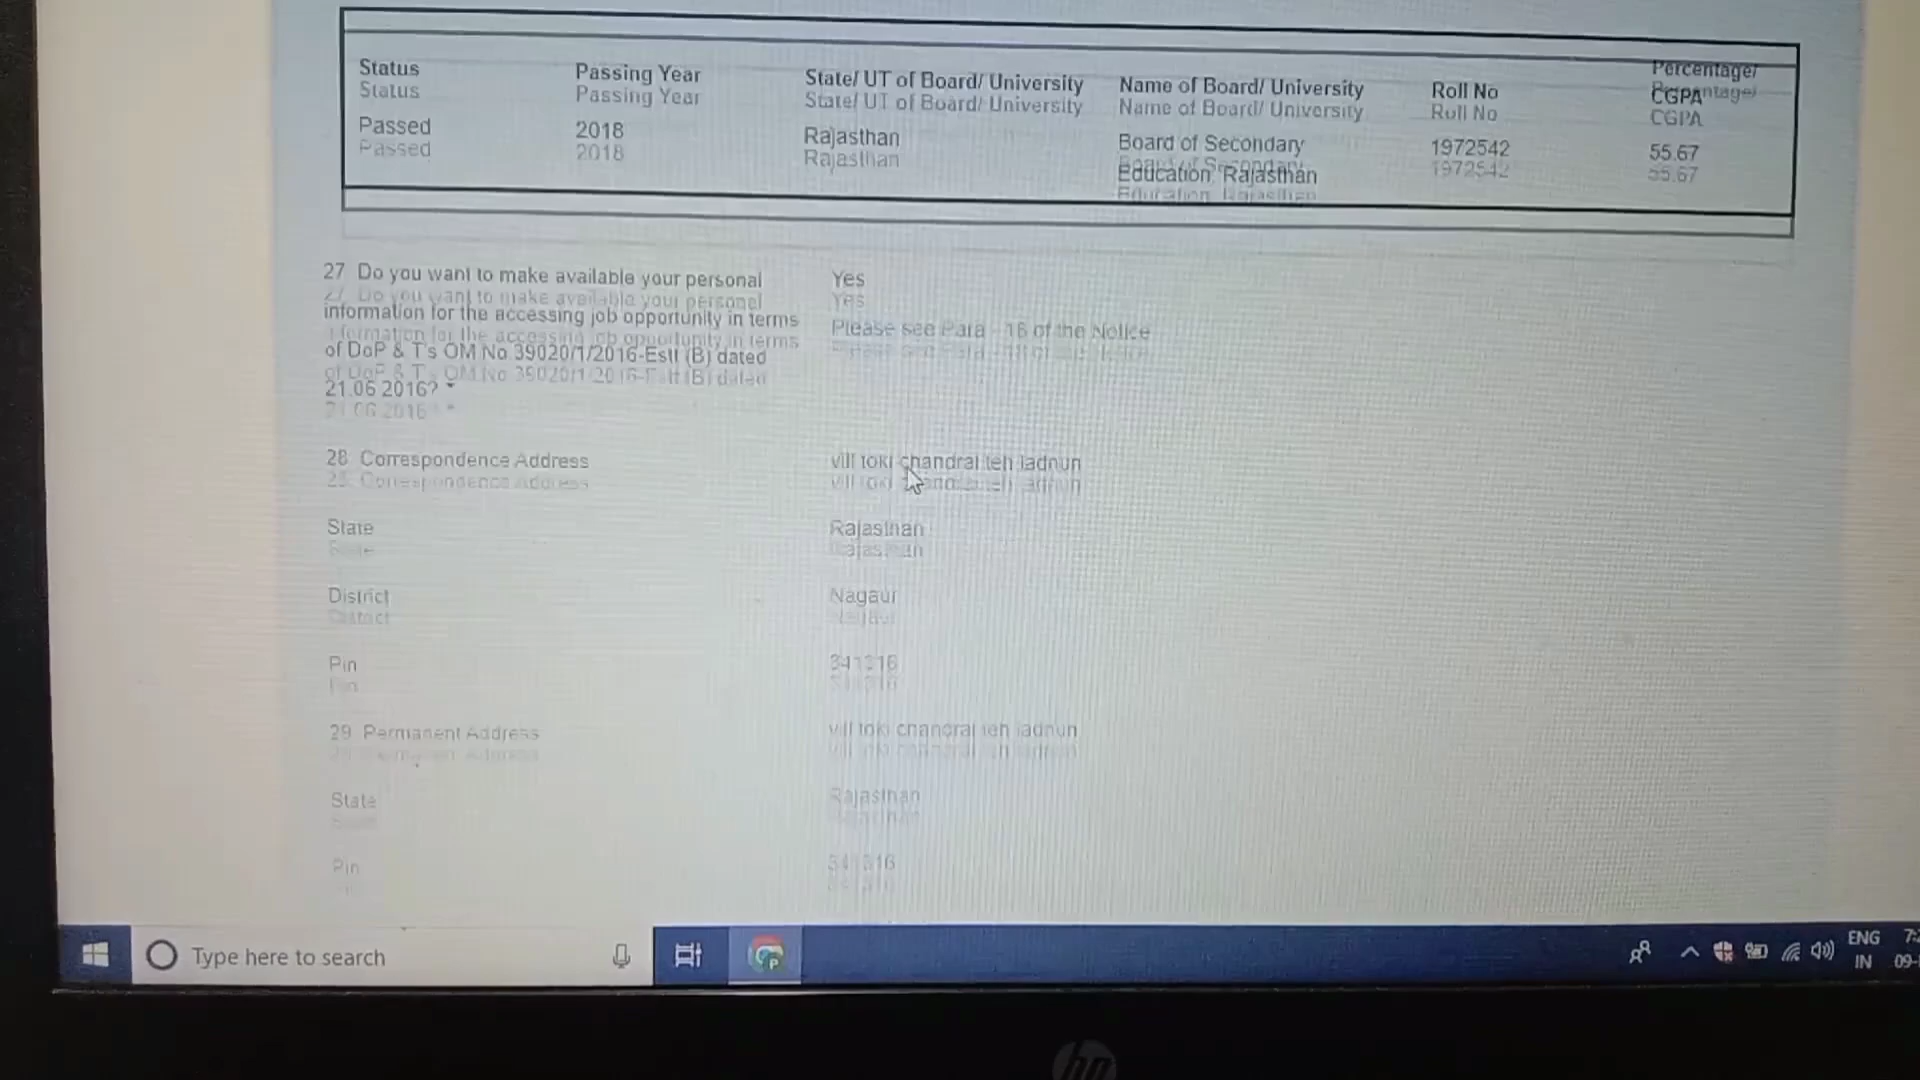 Status Passing Year State/ UT of Board/ University Name of Board/ University Roll No Percentage/ CGPA
Passed 2018 Rajasthan Board of Secondary Education, Rajasthan 1972542 55.67
27. Do you want to make available your personal Yes
information for the accessing job opportunity in terms Please see Para - 18 of the Notice
of DoP & T's OM No.39020/1/2016-Estt (B) dated
21.06.2016? *
28. Correspondence Address vill toki chandrai teh ladnun
State Rajasthan
District Nagaur
Pin 341316
29. Permanent Address vill toki chandrai teh ladnun
State Rajasthan
Pin 341316
Type here to search
ENG
IN
hp